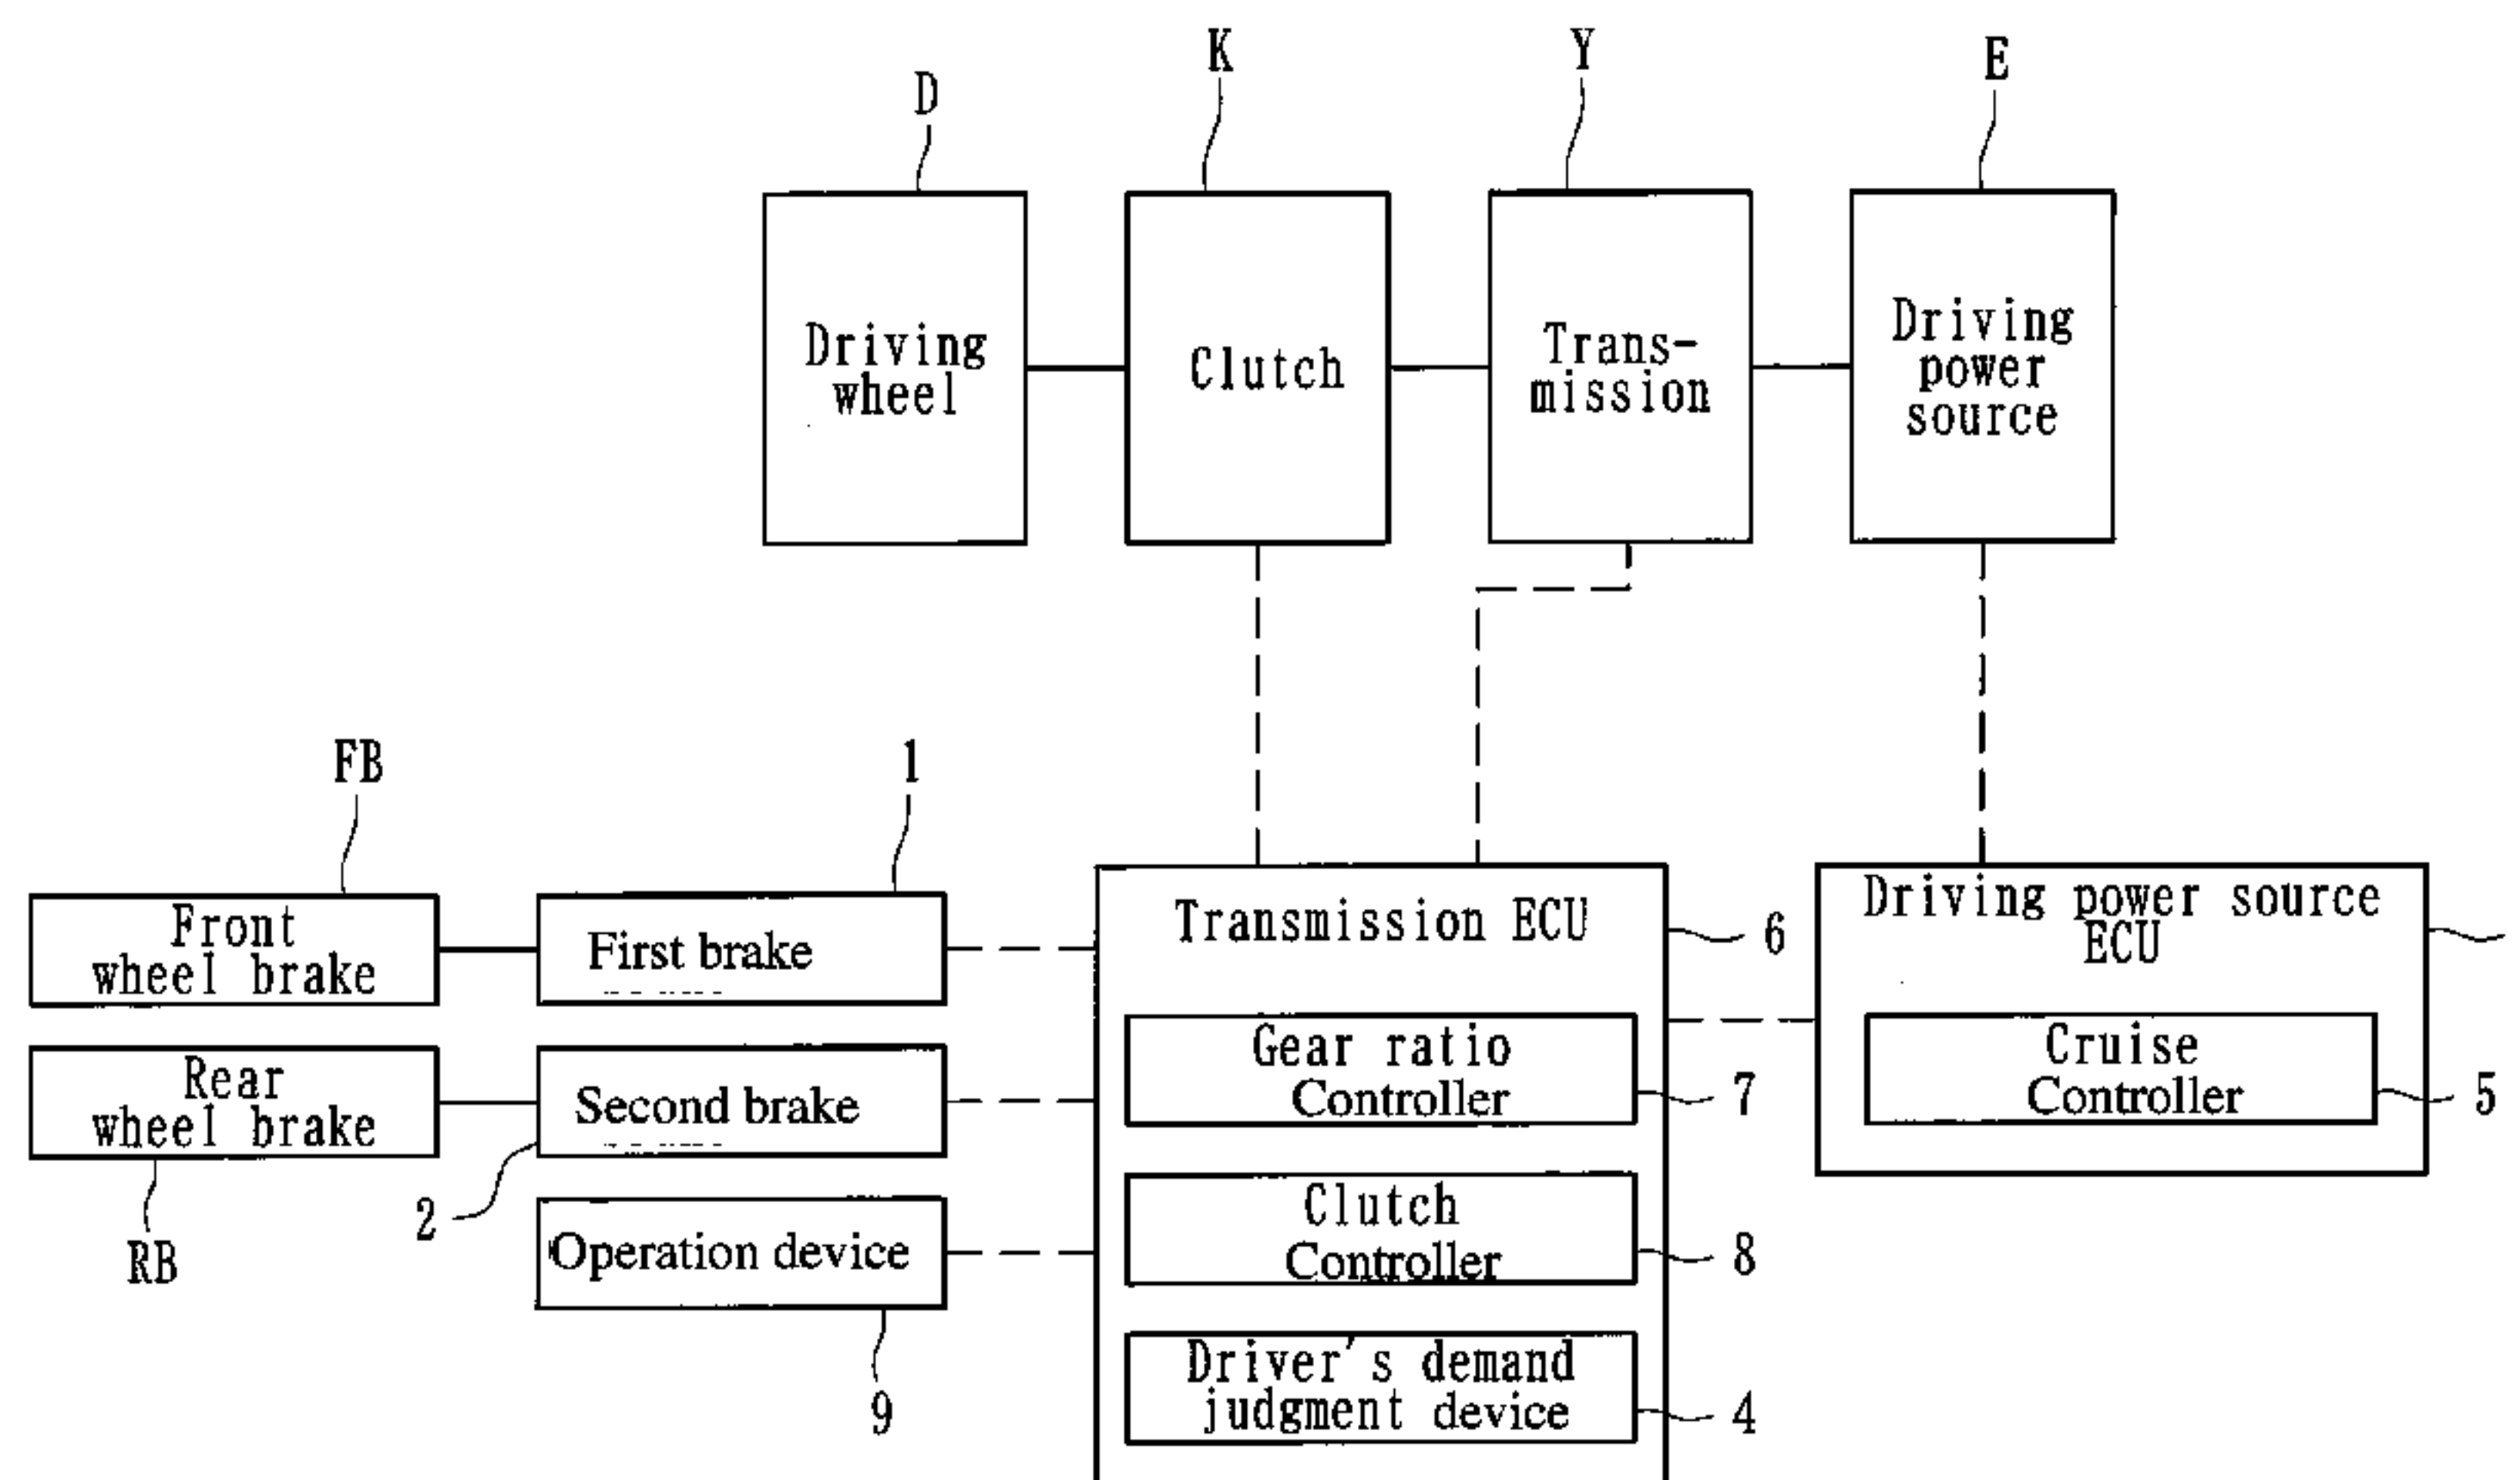 D
K
Y
E
Driving
wheel
Clutch
Trans-
mission
Driving
power
source
FB
1
Front
wheel brake
First brake
Rear
wheel brake
Second brake
RB
2
Operation device
9
Transmission ECU
6
Gear ratio
Controller
7
Clutch
Controller
8
Driver's demand
judgment device
4
Driving power source
ECU
Cruise
Controller
5